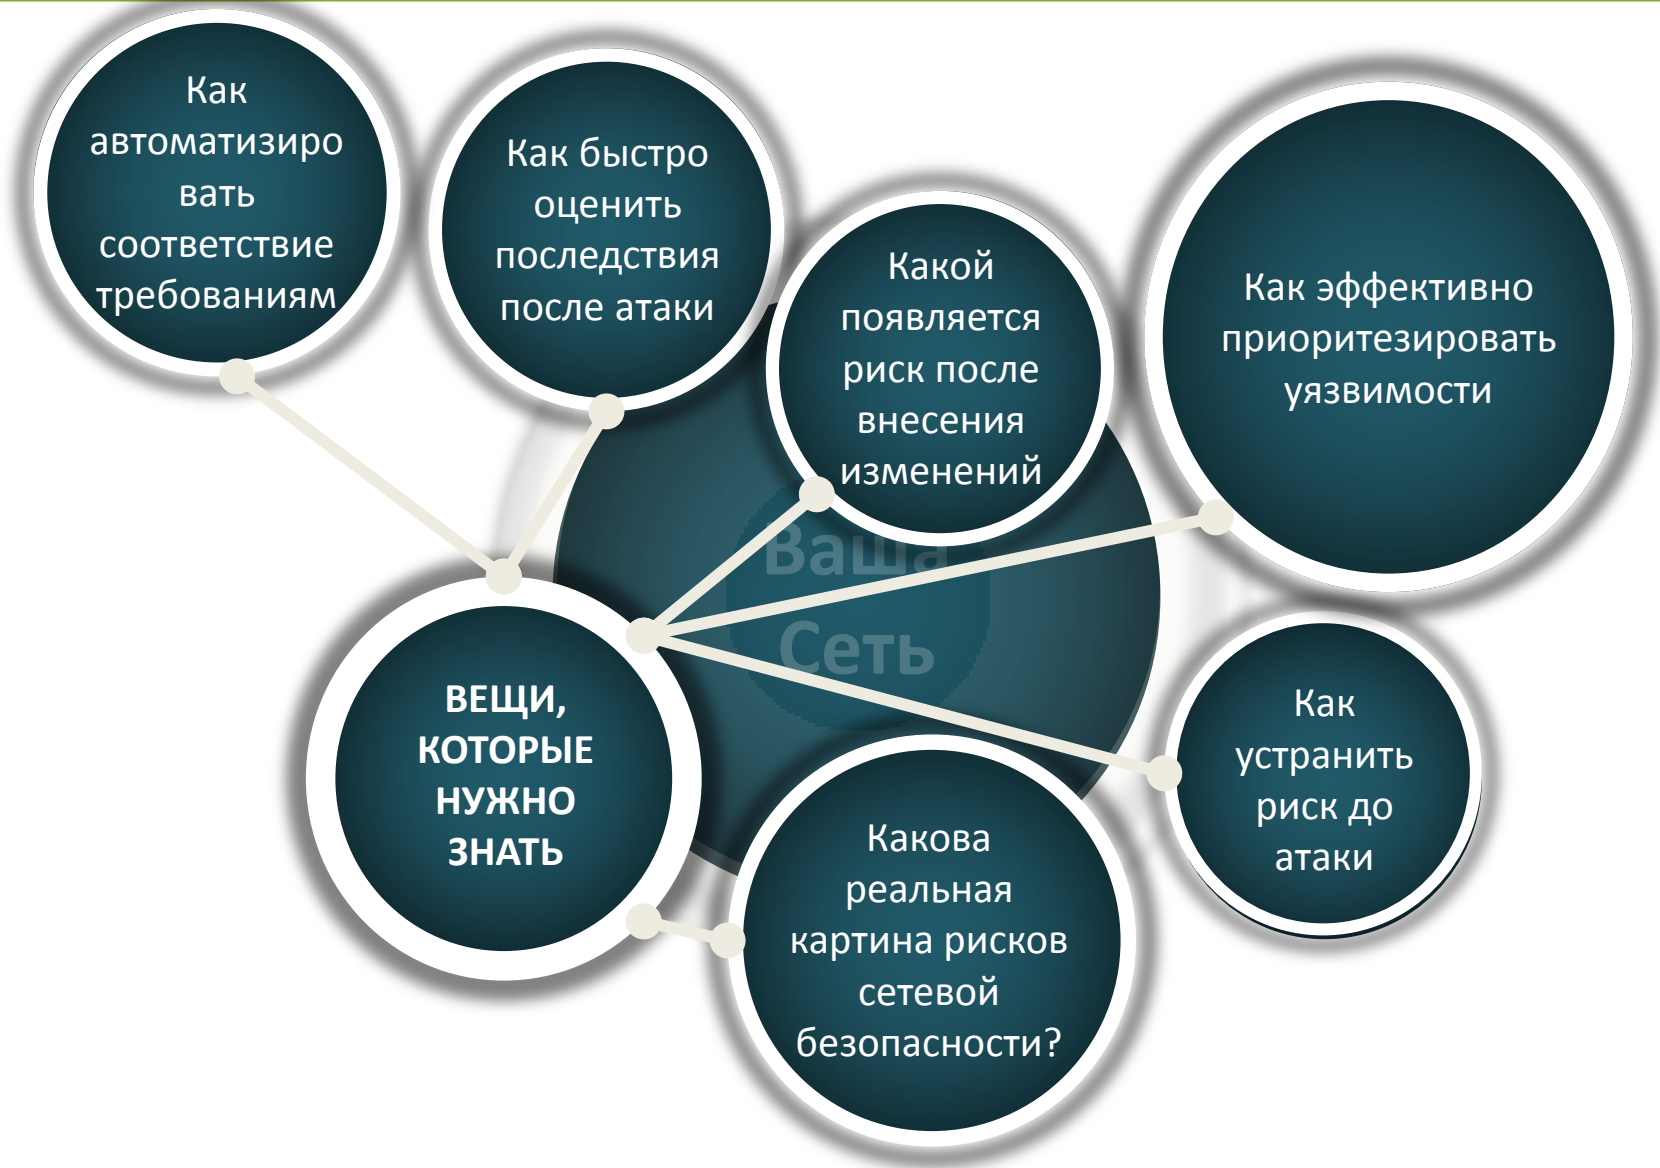 Как
автоматизиро
вать
соответствие
требованиям
Как быстро
оценить
последствия
после атаки
Какой
появляется
риск после
внесения
изменений
Как эффективно
приоритезировать
уязвимости
Ваша
Сеть
ВЕЩИ,
КОТОРЫЕ
НУЖНО
ЗНАТЬ
Как
устранить
риск до
атаки
Какова
реальная
картина рисков
сетевой
безопасности?